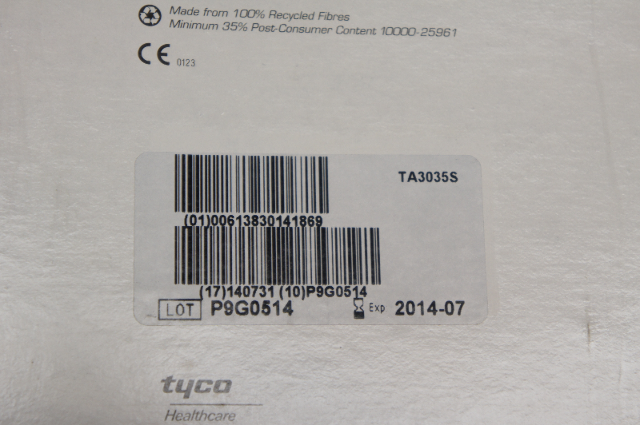 Made from 100% Recycled Fibres
Minimum 35% Post-Consumer Content 10000-25961
CE 0123
TA3035S
(01)00613830141869
(17)140731 (10)P9G0514
LOT P9G0514 Exp 2014-07
tyco
Healthcare